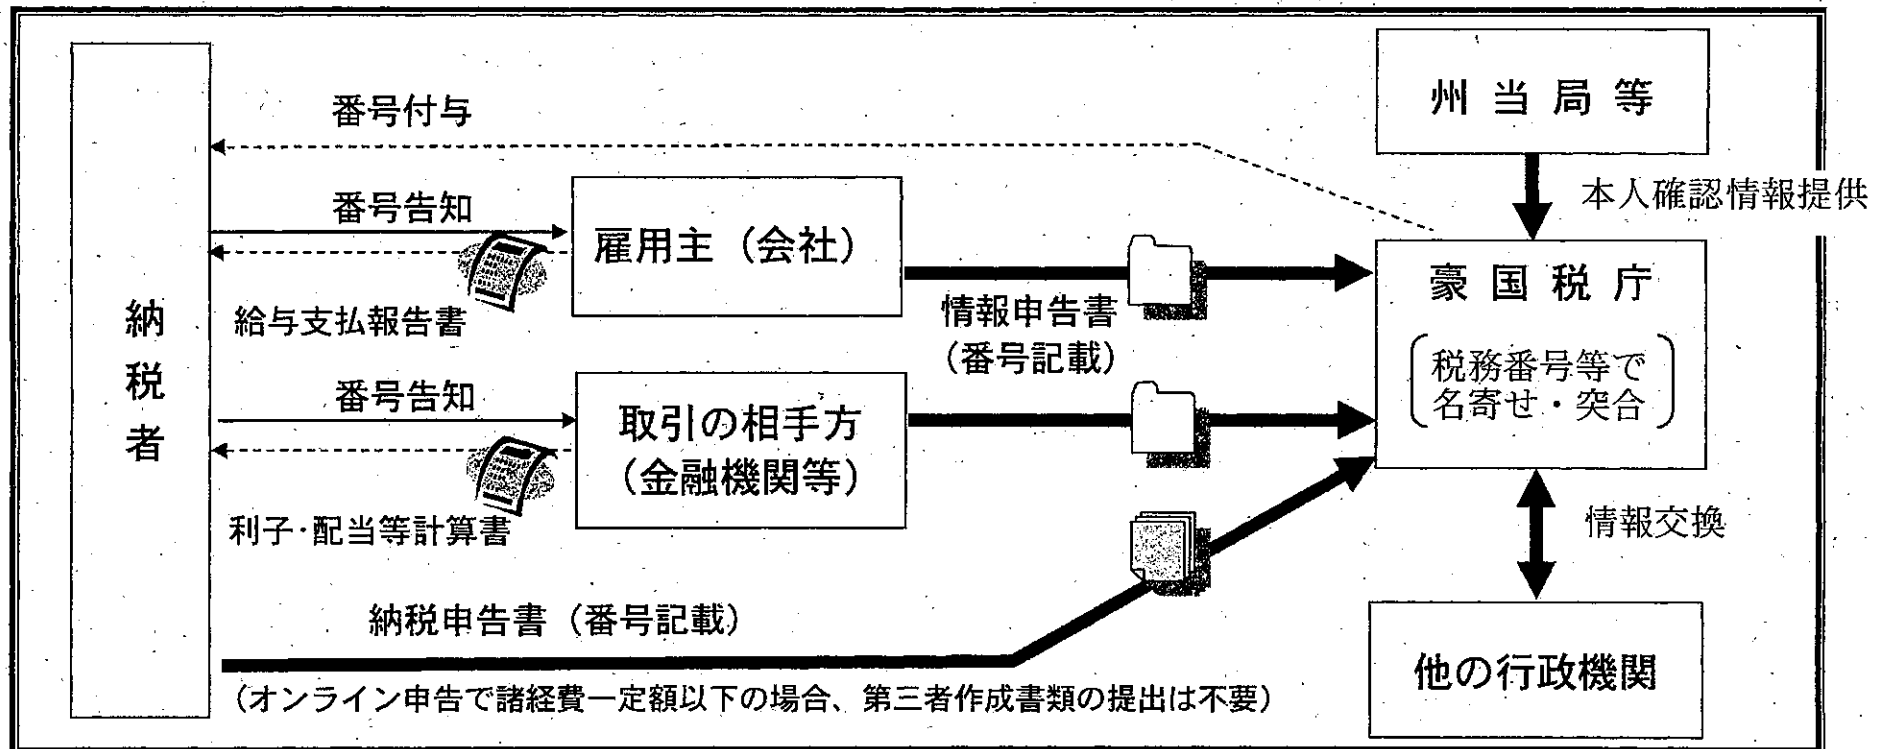 州当局等
番号付与
本人確認情報提供
番号告知
雇用主（会社）
給与支払報告書
情報申告書
（番号記載）
豪国税庁
税務番号等で
名寄せ・突合
納税者
番号告知
取引の相手方
（金融機関等）
利子・配当等計算書
情報交換
納税申告書（番号記載）
（オンライン申告で諸経費一定額以下の場合、第三者作成書類の提出は不要）
他の行政機関